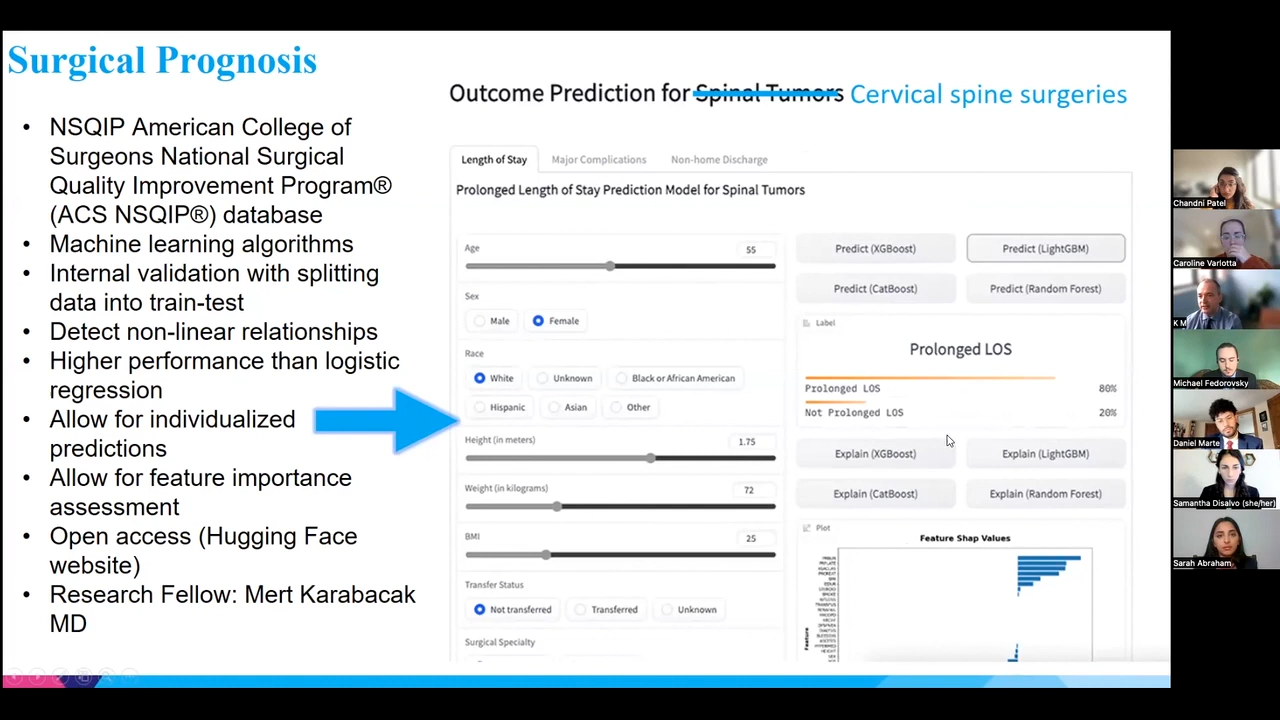 Surgical Prognosis
• NSQIP American College of
Surgeons National Surgical
Quality Improvement Program®
(ACS NSQIP®) database
• Machine learning algorithms
• Internal validation with splitting
data into train-test
• Detect non-linear relationships
• Higher performance than logistic
regression
• Allow for individualized
predictions
• Allow for feature importance
assessment
• Open access (Hugging Face
website)
• Research Fellow: Mert Karabacak
MD
Outcome Prediction for Spinal Tumors Cervical spine surgeries
Length of Stay Major Complications Non-home Discharge
Prolonged Length of Stay Prediction Model for Spinal Tumors
Age 55
Sex
Male Female
Race
White Unknown Black or African American
Hispanic Asian Other
Height (in meters) 1.75
Weight (in kilograms) 72
BMI 25
Transfer Status
Not transferred Transferred Unknown
Surgical Specialty
Predict (XGBoost) Predict (LightGBM)
Predict (CatBoost) Predict (Random Forest)
Label
Prolonged LOS
Prolonged LOS 80%
Not Prolonged LOS 20%
Explain (XGBoost) Explain (LightGBM)
Explain (CatBoost) Explain (Random Forest)
Plot
Feature Shap Values
Feature
Chandni Patel
Caroline Varlotta
K M
Michael Fedorovsky
Daniel Marte
Samantha Disalvo (she/her)
Sarah Abraham